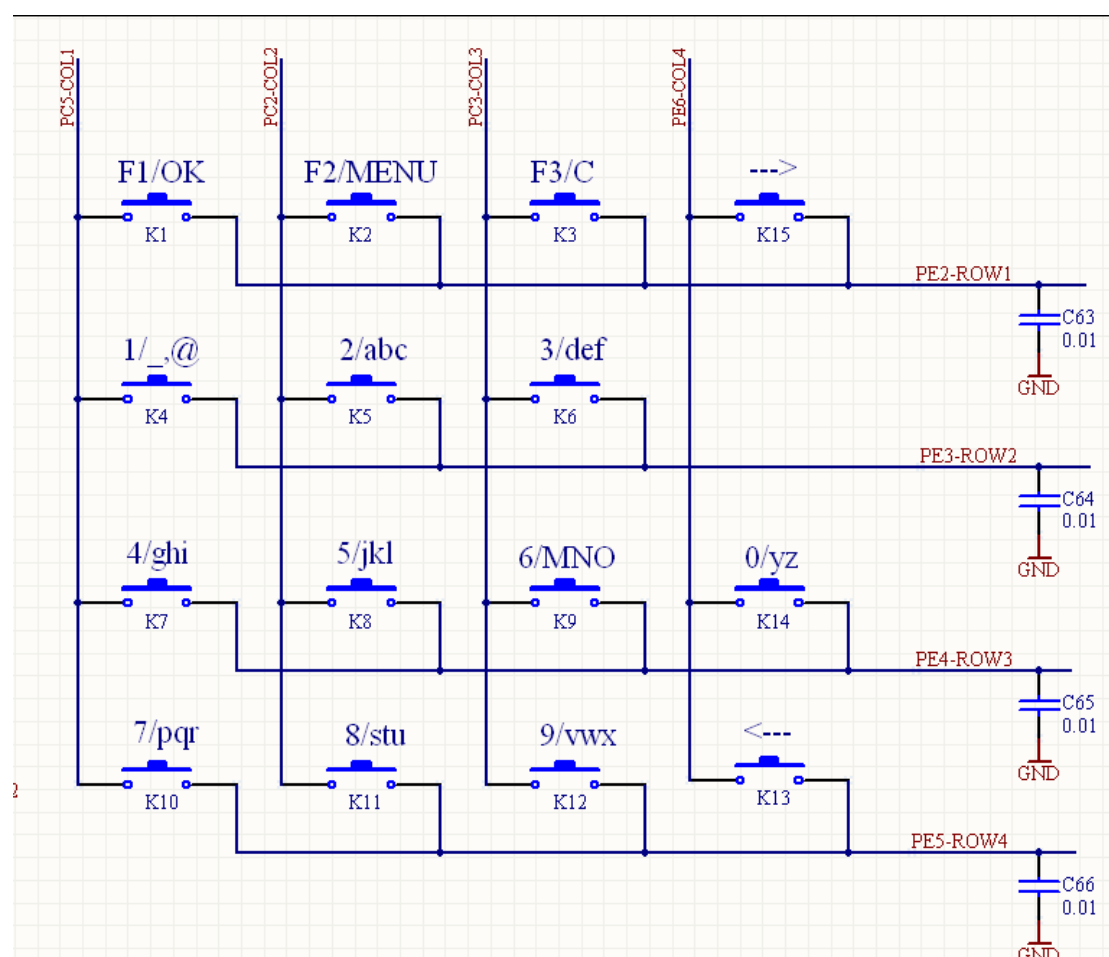 PC5-COL1
PC2-COL2
PC3-COL3
PE6-COL4
F1/OK
F2/MENU
F3/C
--->
K1
K2
K3
K15
PE2-ROW1
C63
0.01
GND
1/_,@
2/abc
3/def
K4
K5
K6
PE3-ROW2
C64
0.01
GND
4/ghi
5/jkl
6/MNO
0/yz
K7
K8
K9
K14
PE4-ROW3
C65
0.01
GND
7/pqr
8/stu
9/vwx
<---
2
K10
K11
K12
K13
PE5-ROW4
C66
0.01
GND